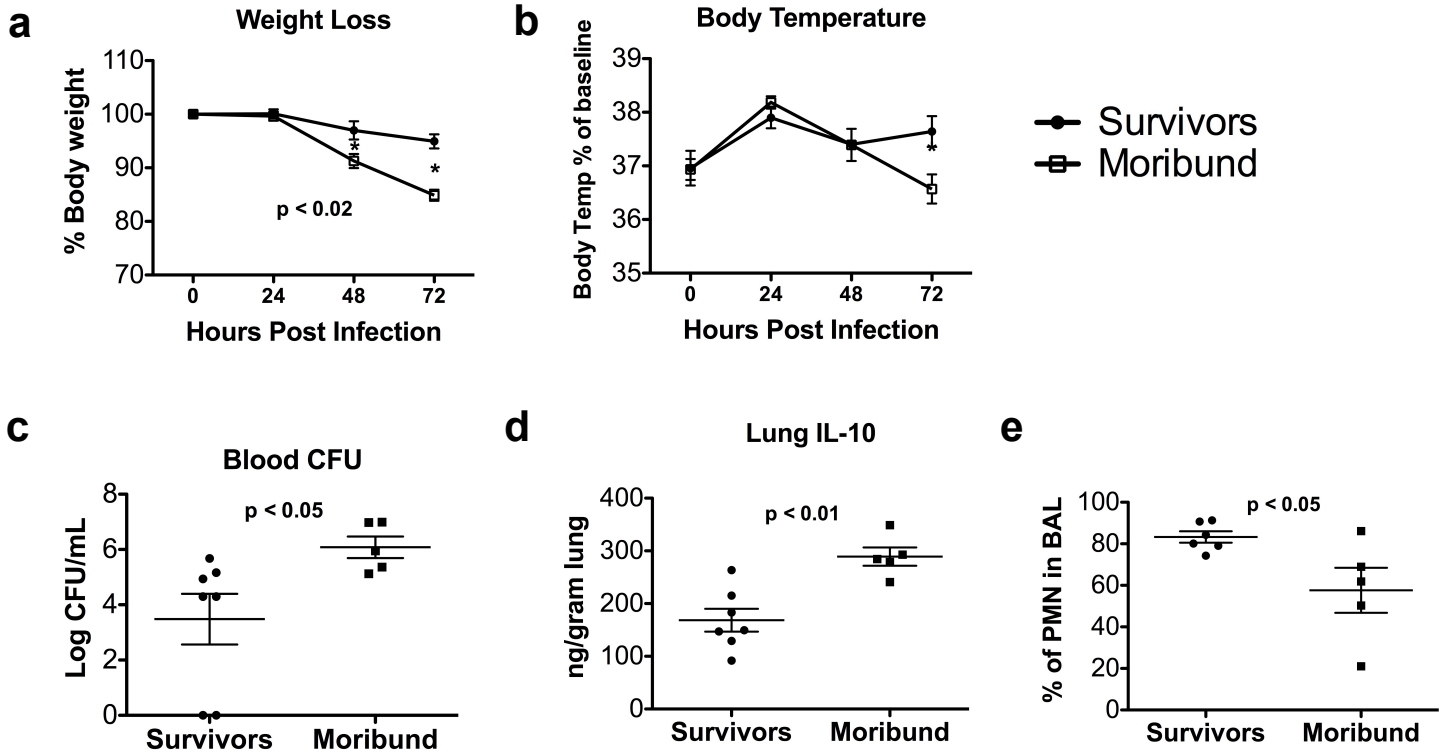 a
Weight Loss
% Body weight
110
100
90
80
70
*
*
p < 0.02
0 24 48 72
Hours Post Infection
b
Body Temperature
Body Temp % of baseline
39
38
37
36
35
*
0 24 48 72
Hours Post Infection
Survivors
Moribund
c
Blood CFU
Log CFU/mL
8
6
4
2
0
p < 0.05
Survivors Moribund
d
Lung IL-10
ng/gram lung
400
300
200
100
0
p < 0.01
Survivors Moribund
e
% of PMN in BAL
100
80
60
40
20
0
p < 0.05
Survivors Moribund